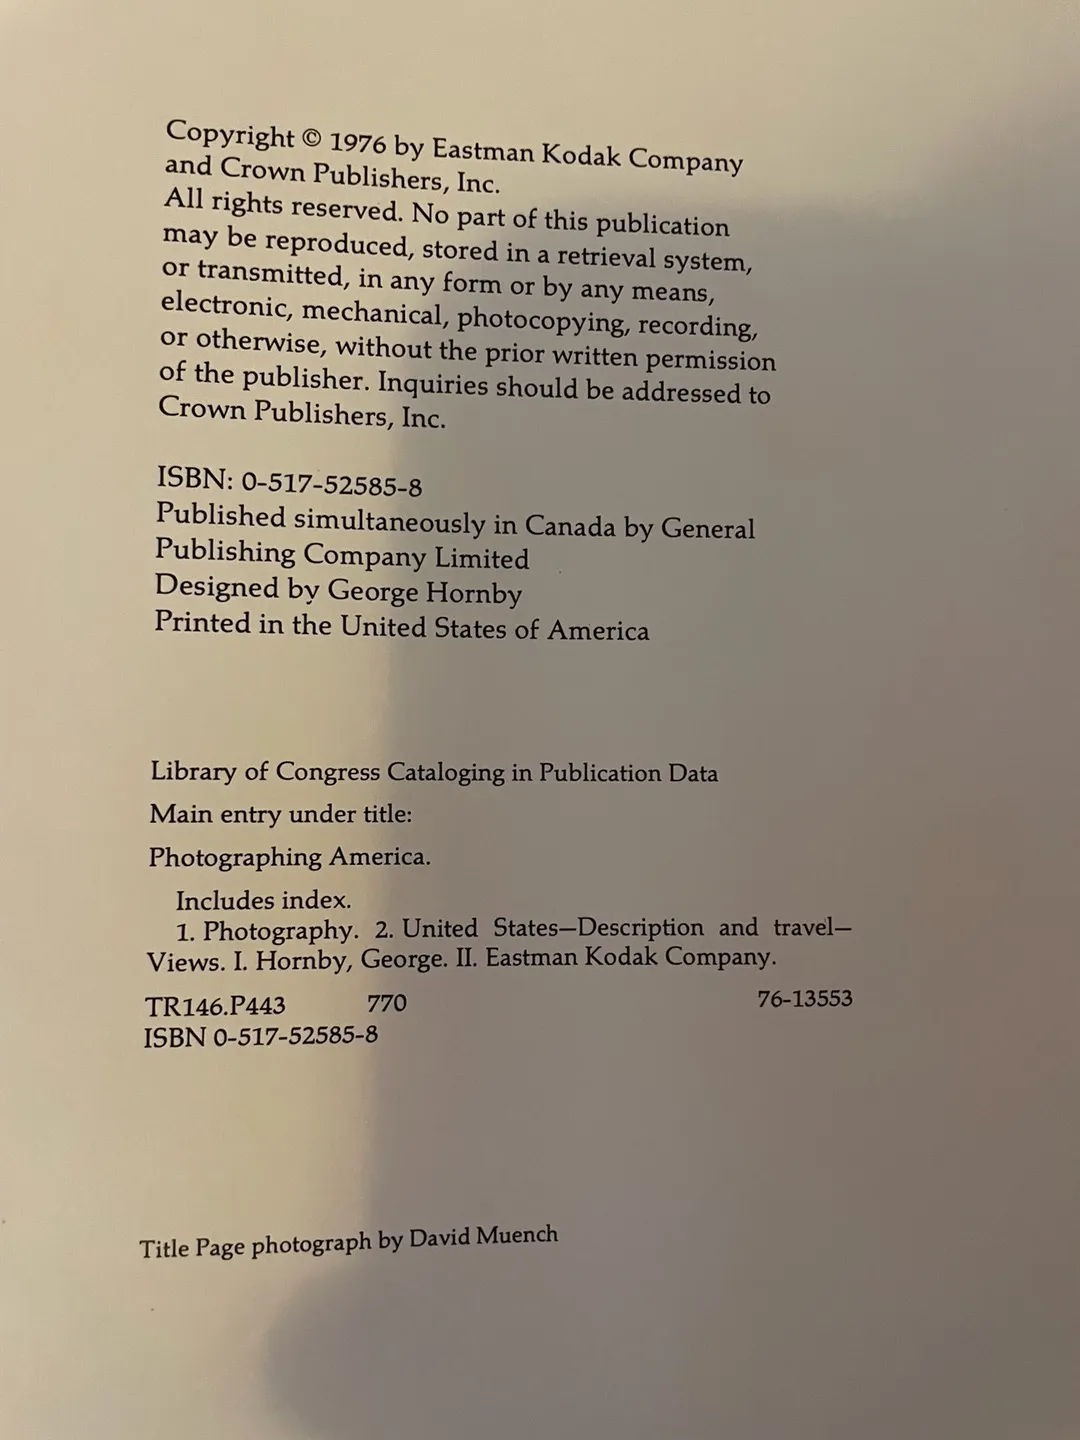 Copyright © 1976 by Eastman Kodak Company
and Crown Publishers, Inc.
All rights reserved. No part of this publication
may be reproduced, stored in a retrieval system,
or transmitted, in any form or by any means,
electronic, mechanical, photocopying, recording,
or otherwise, without the prior written permission
of the publisher. Inquiries should be addressed to
Crown Publishers, Inc.
ISBN: 0-517-52585-8
Published simultaneously in Canada by General
Publishing Company Limited
Designed by George Hornby
Printed in the United States of America
Library of Congress Cataloging in Publication Data
Main entry under title:
Photographing America.
Includes index.
1. Photography. 2. United States—Description and travel—
Views. I. Hornby, George. II. Eastman Kodak Company.
TR146.P443 770 76-13553
ISBN 0-517-52585-8
Title Page photograph by David Muench